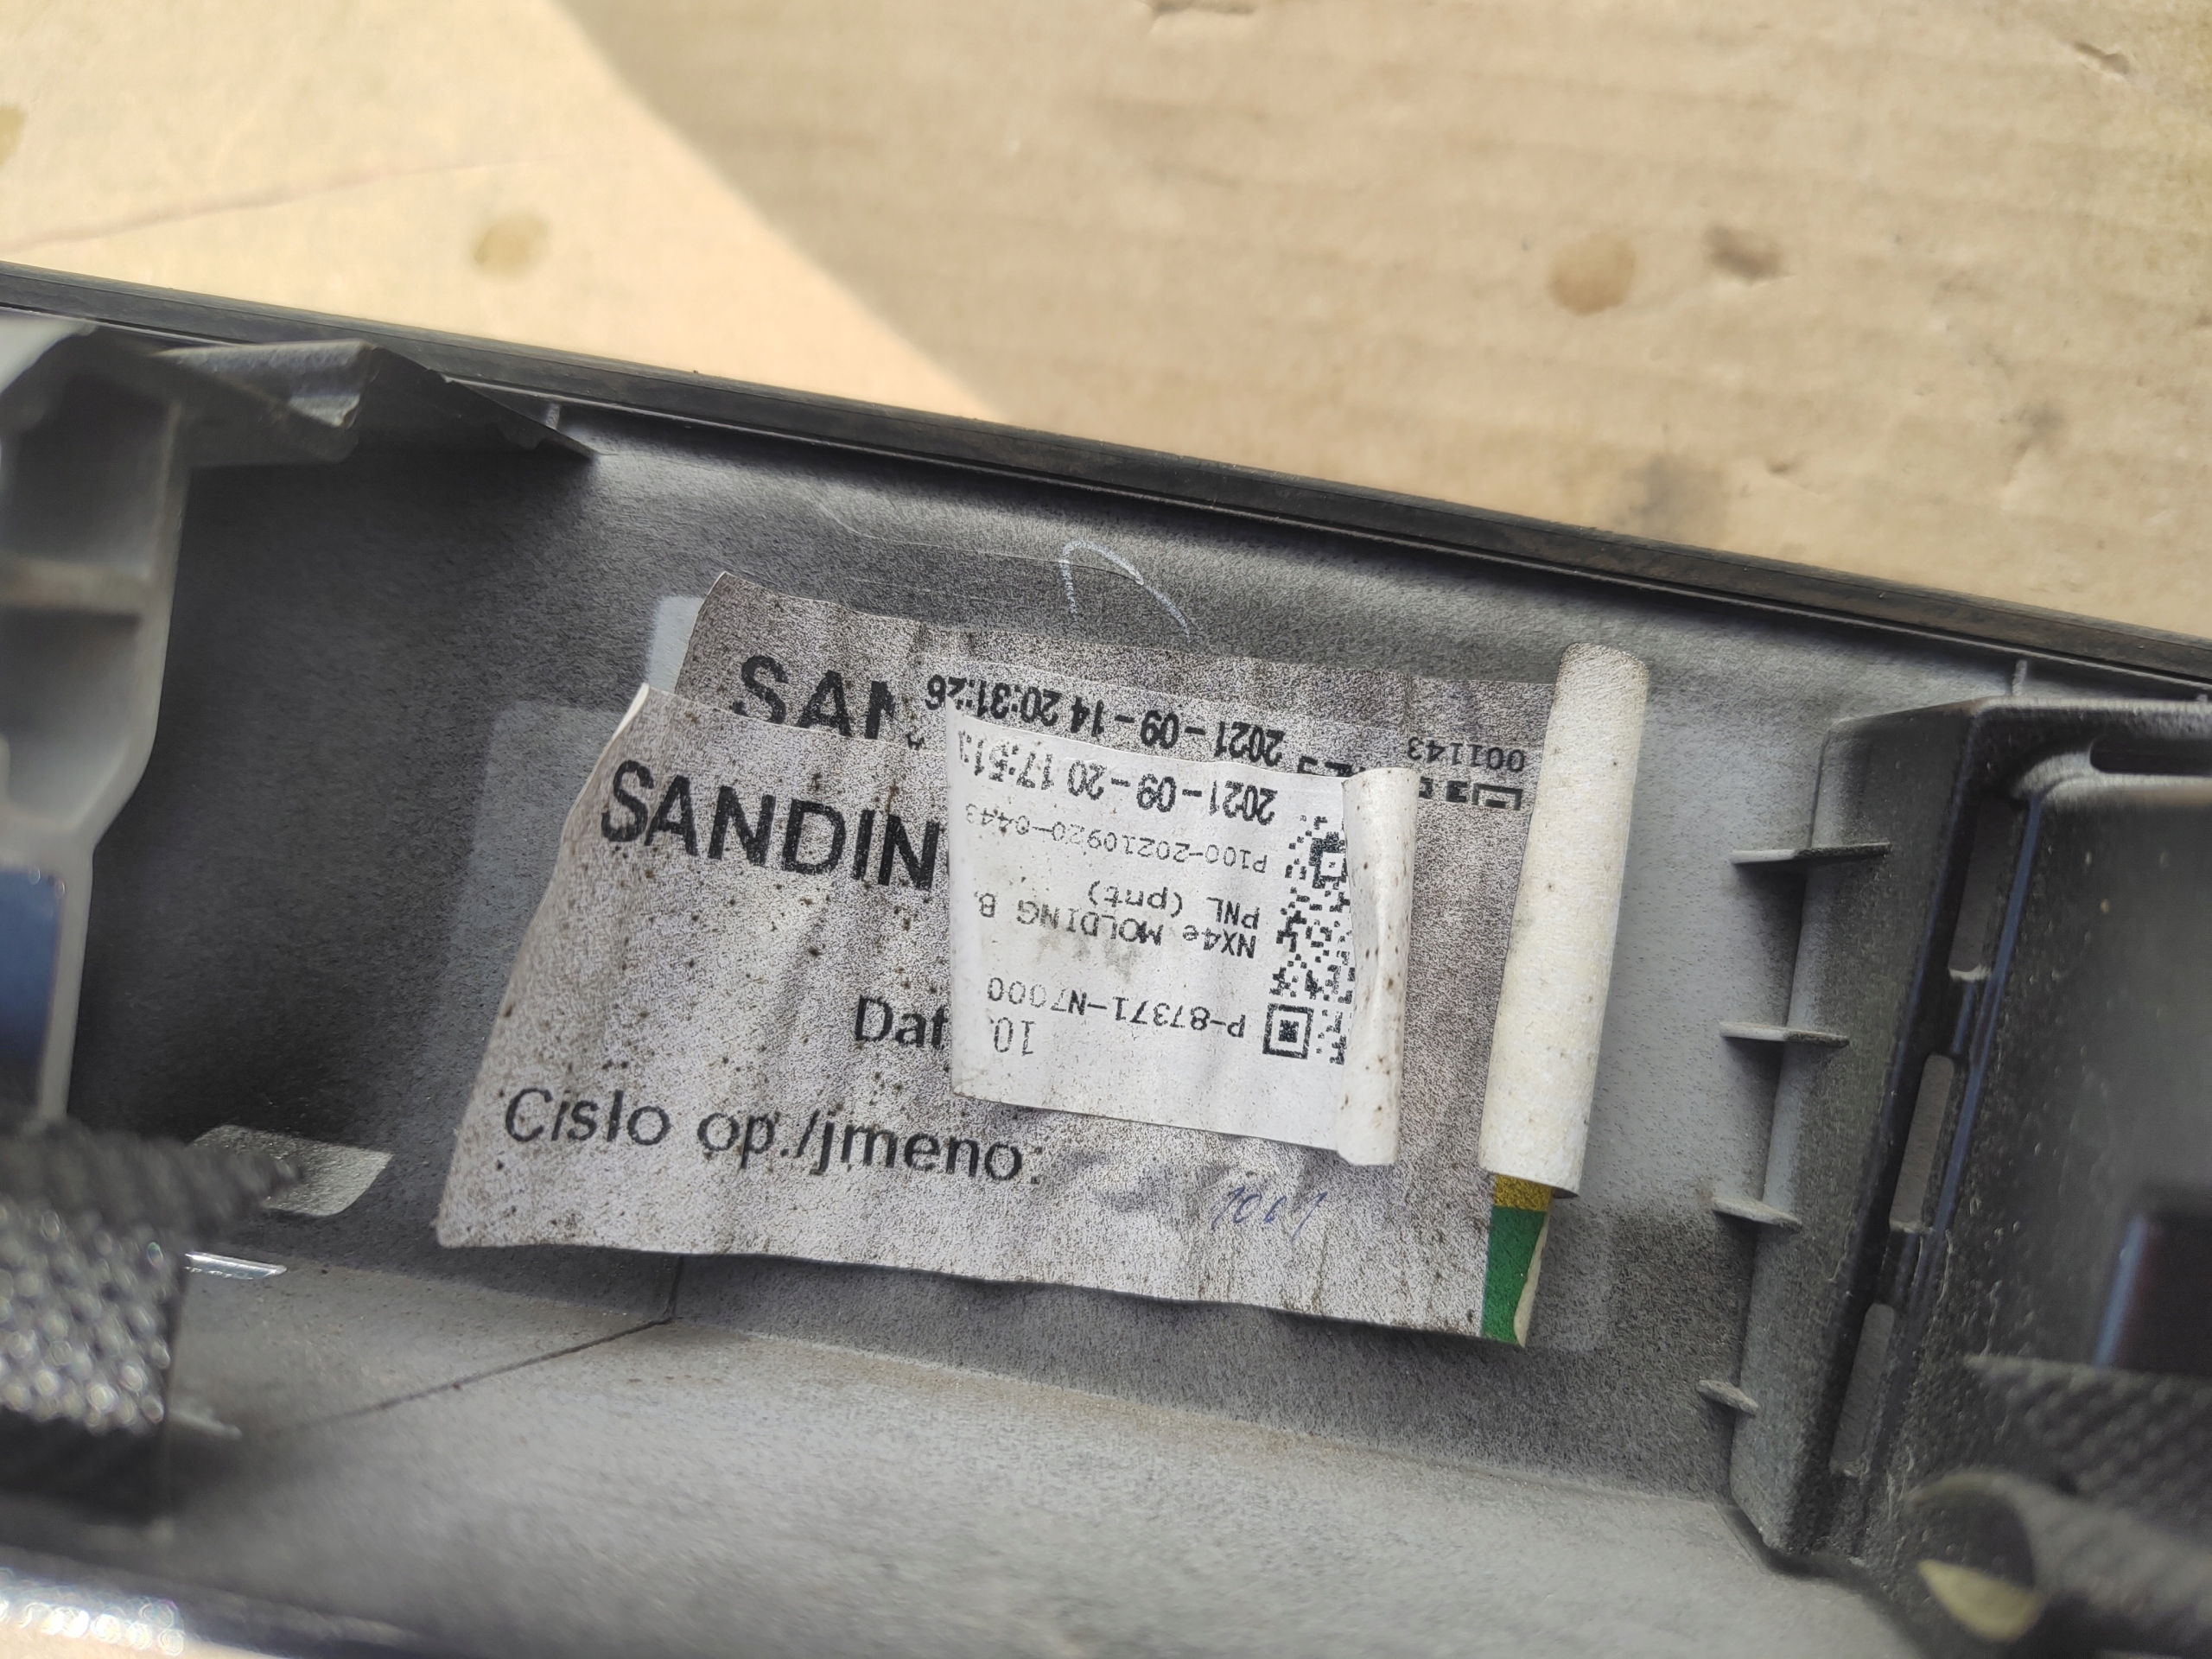 SAN
SANDIN
Dat
Cislo op./jmeno:
001143
2021-09-14 20:31:26
10.
P-87371-N7000
NX4e MOLDING B.
PNL (pnt)
P100-20210920-0443
2021-09-20 17:51: